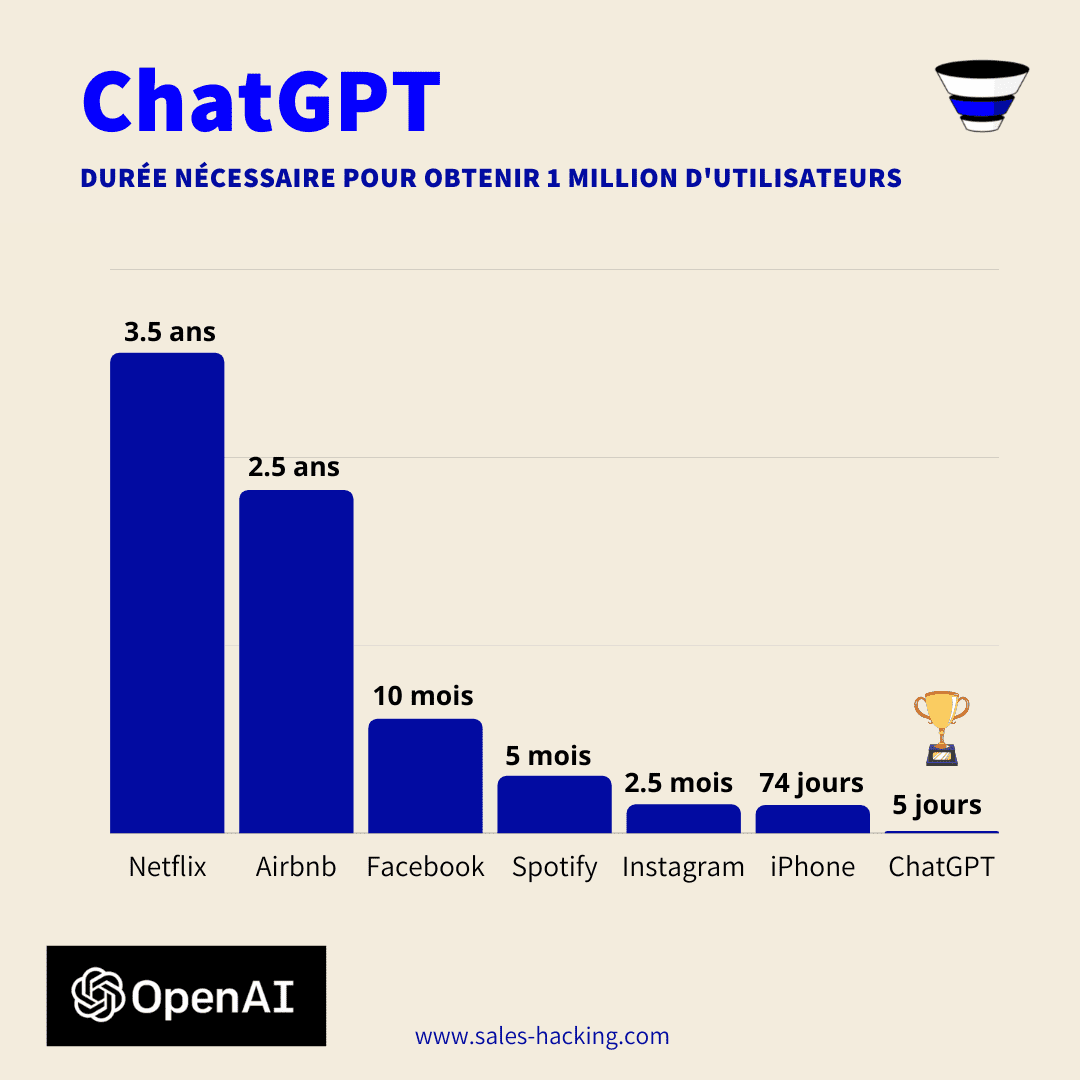 ChatGPT
DURÉE NÉCESSAIRE POUR OBTENIR 1 MILLION D'UTILISATEURS
3.5 ans
2.5 ans
10 mois
5 mois
2.5 mois
74 jours
5 jours
Netflix
Airbnb
Facebook
Spotify
Instagram
iPhone
ChatGPT
OpenAI
www.sales-hacking.com